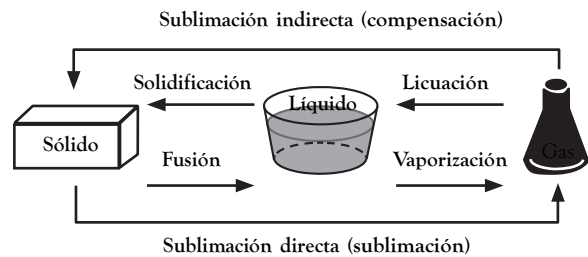 Sublimación indirecta (compensación)
Solidificación
Líquido
Licuación
Sólido
Fusión
Vaporización
Gas
Sublimación directa (sublimación)